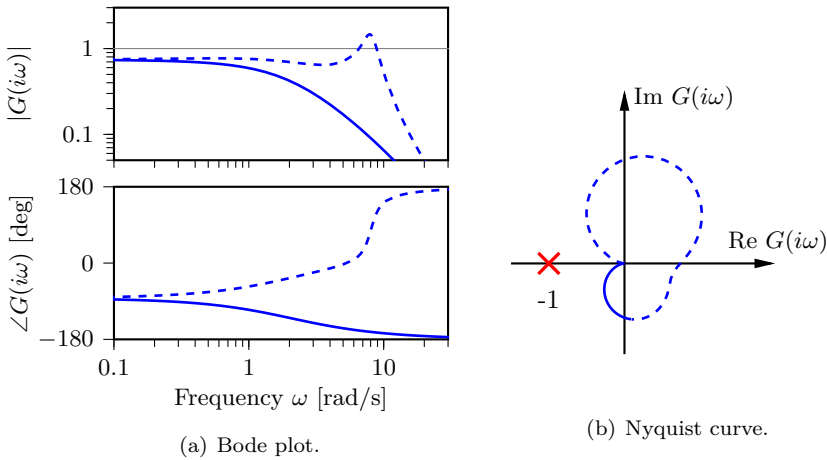 |G(iω)|
1
0.1
∠G(iω) [deg]
180
0
−180
0.1
1
10
Frequency ω [rad/s]
(a) Bode plot.
Im G(iω)
Re G(iω)
-1
(b) Nyquist curve.